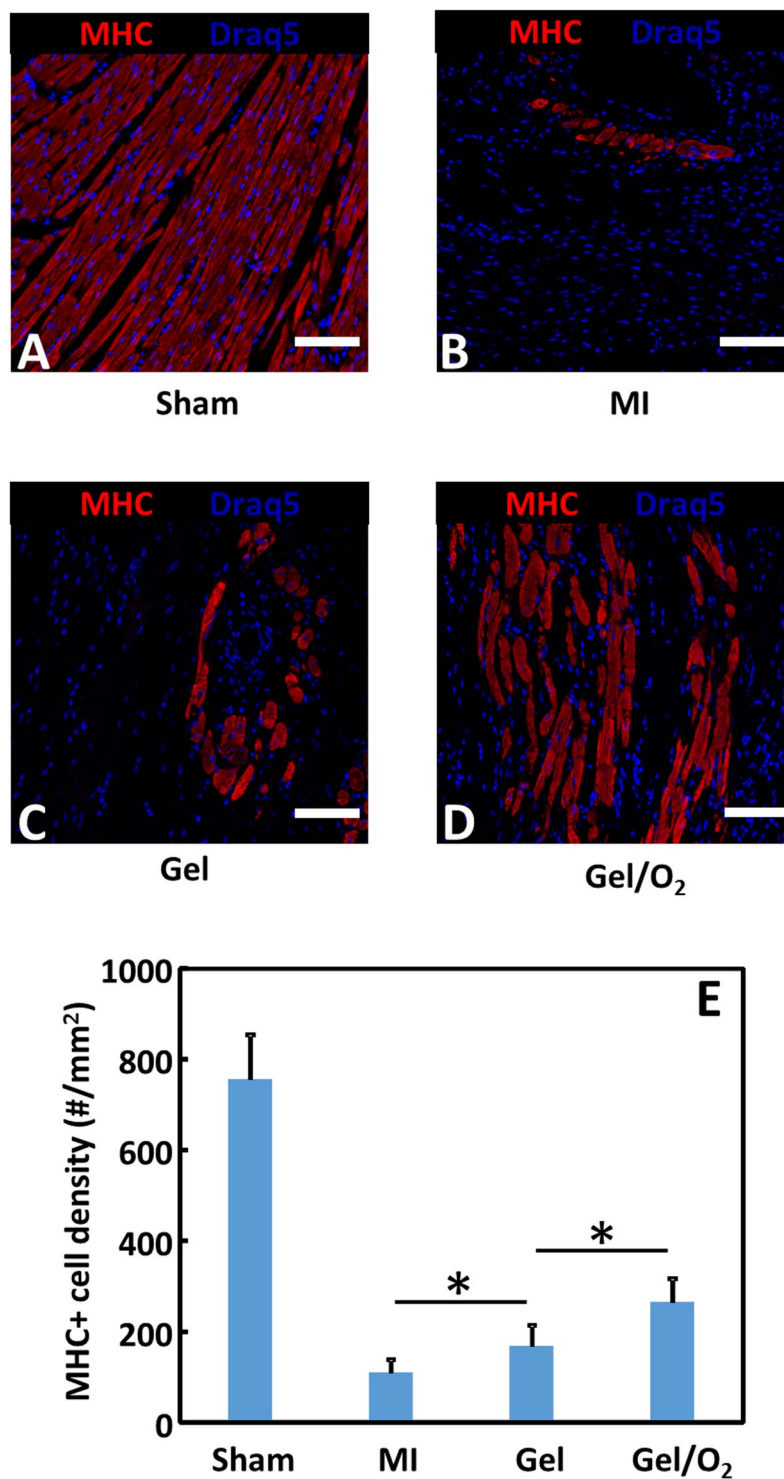 MHC Draq5
A
Sham
MHC Draq5
B
MI
MHC Draq5
C
Gel
MHC Draq5
D
Gel/O₂
E
MHC+ cell density (#/mm²)
1000
800
600
400
200
0
*
*
Sham MI Gel Gel/O₂